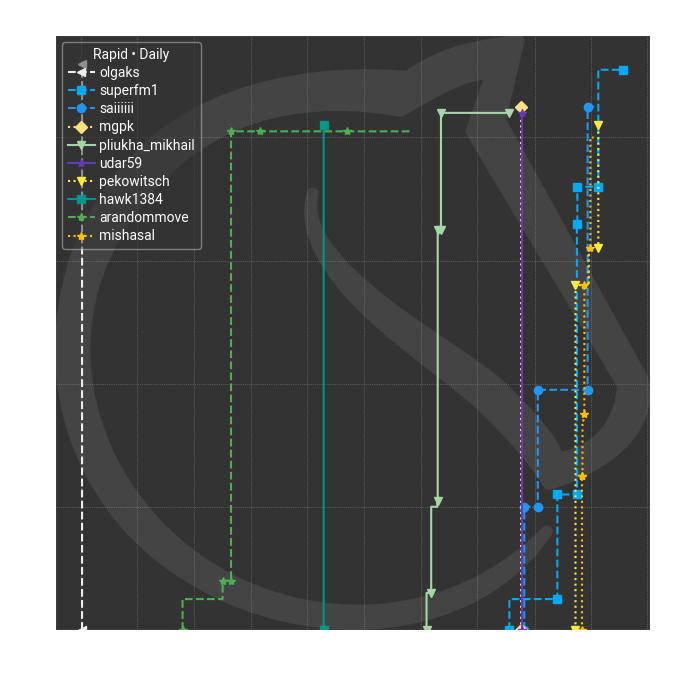 Rapid • Daily
olgaks
superfm1
saiiiiii
mgpk
pliukha_mikhail
udar59
pekowitsch
hawk1384
arandommove
mishasal